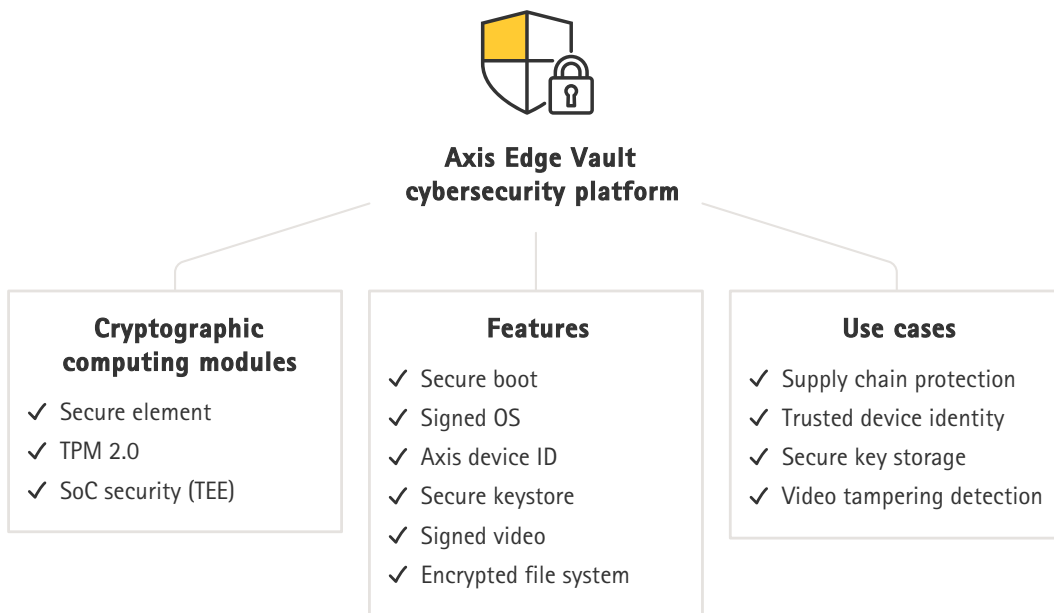 Axis Edge Vault
cybersecurity platform
Cryptographic
computing modules
✓ Secure element
✓ TPM 2.0
✓ SoC security (TEE)
Features
✓ Secure boot
✓ Signed OS
✓ Axis device ID
✓ Secure keystore
✓ Signed video
✓ Encrypted file system
Use cases
✓ Supply chain protection
✓ Trusted device identity
✓ Secure key storage
✓ Video tampering detection